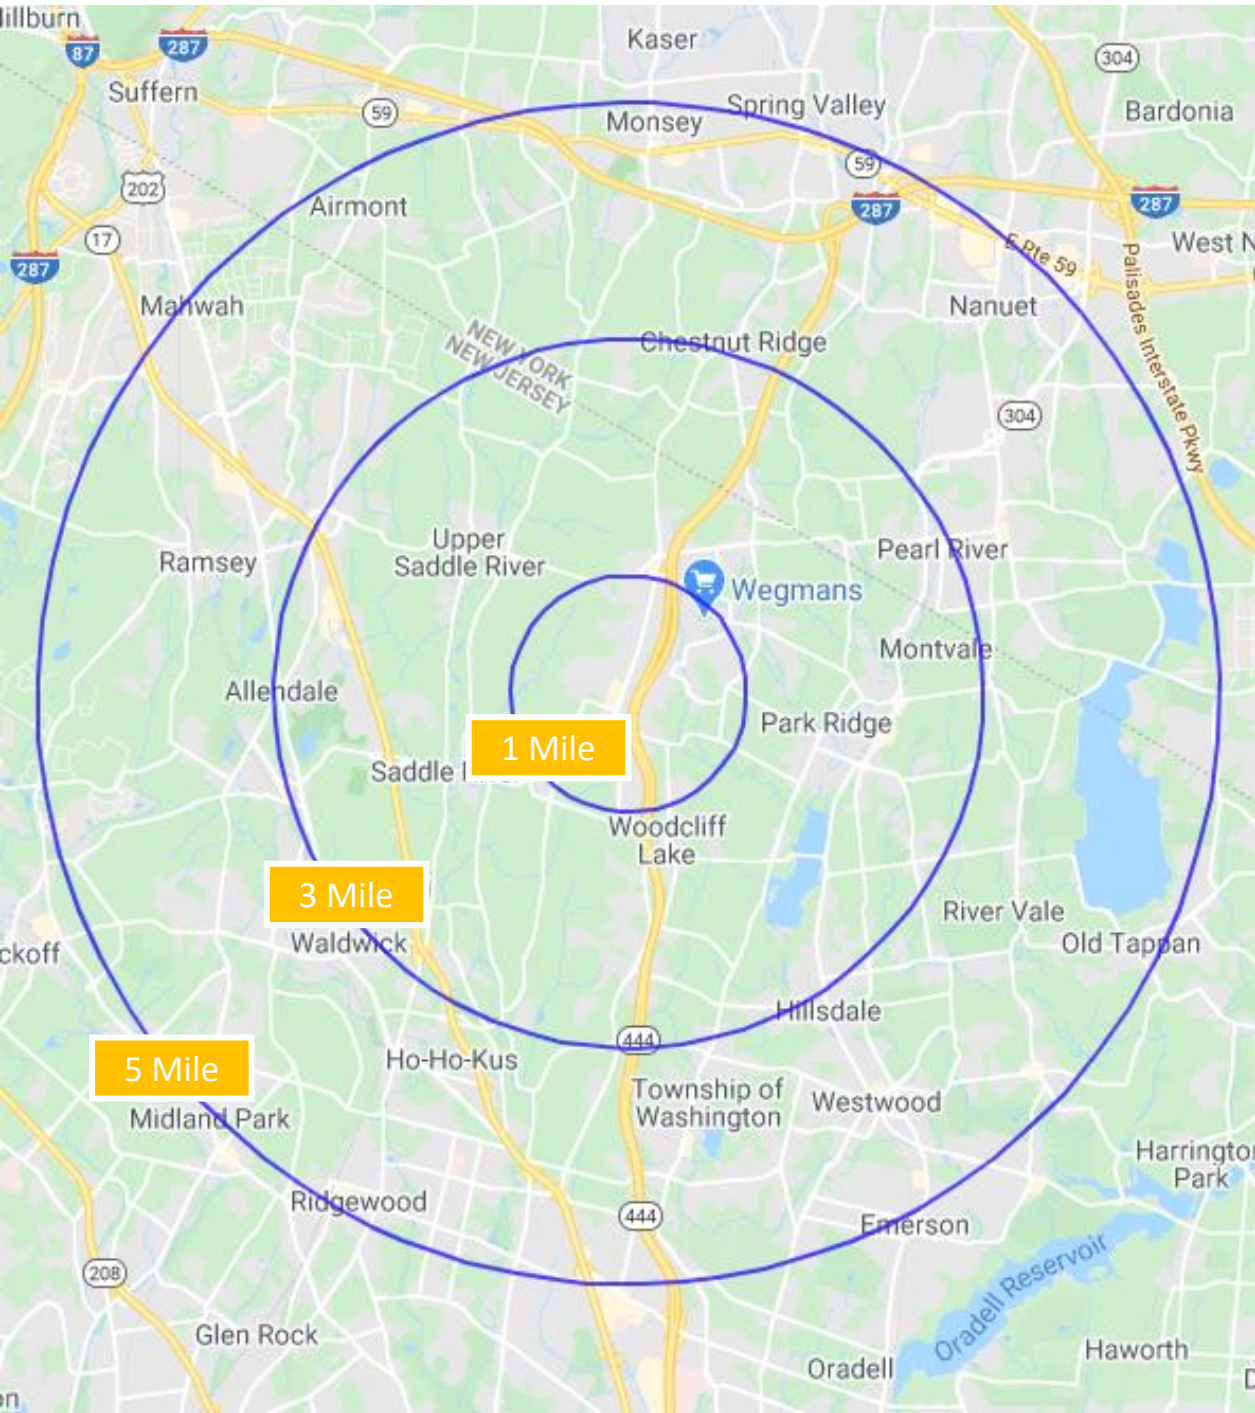 illburn
87
287
Kaser
304
Suffern
59
Monsey
Spring Valley
Bardonia
202
59
Airmont
287
287
17
E Rte 59
West N
287
Mahwah
Nanuet
Palisades Interstate Pkwy
Chestnut Ridge
NEW YORK
NEW JERSEY
304
Upper
Saddle River
Pearl River
Ramsey
Wegmans
Montvale
Allendale
Park Ridge
1 Mile
Saddle
Woodcliff
Lake
3 Mile
River Vale
Waldwick
Old Tappan
ckoff
Hillsdale
444
Ho-Ho-Kus
5 Mile
Township of
Washington
Westwood
Midland Park
Harringto
Park
Ridgewood
444
Emerson
208
Oradell Reservoir
Glen Rock
Haworth
Oradell
D
on